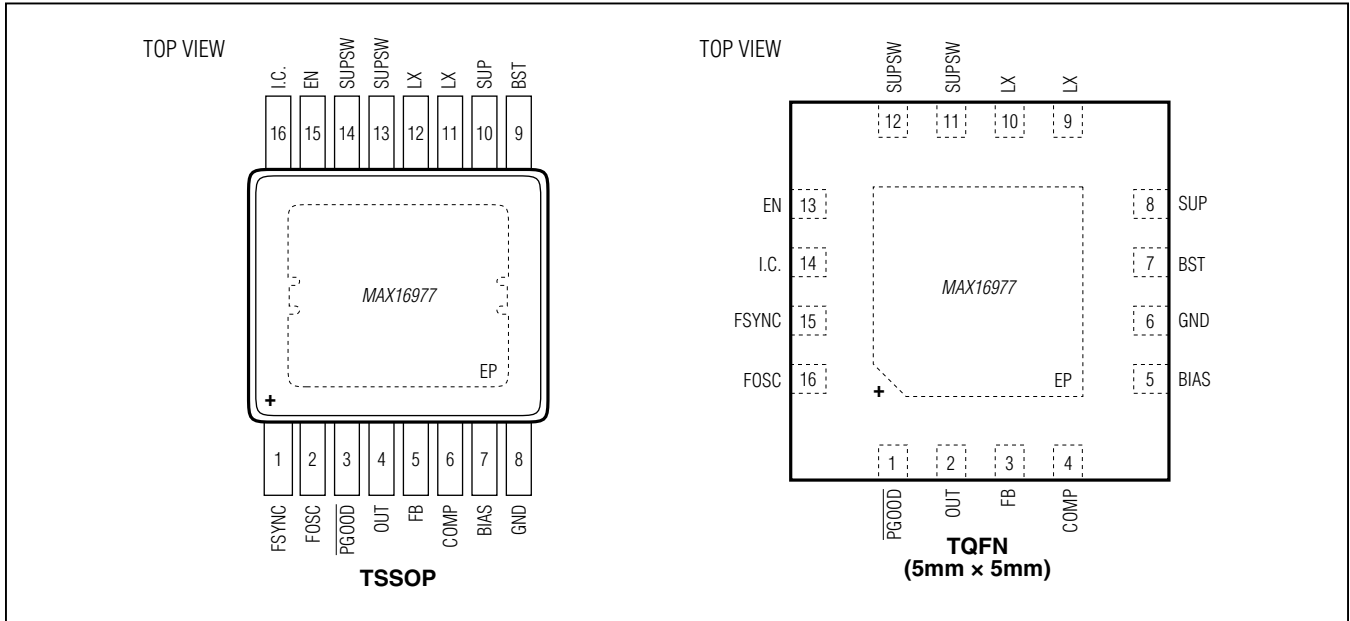 TOP VIEW
I.C. EN SUPSW SUPSW LX LX SUP BST
16 15 14 13 12 11 10 9
MAX16977
EP
+
1 2 3 4 5 6 7 8
FSYNC FOSC PGOOD OUT FB COMP BIAS GND
TSSOP
TOP VIEW
SUPSW SUPSW LX LX
12 11 10 9
EN 13
8 SUP
I.C. 14
7 BST
MAX16977
FSYNC 15
6 GND
FOSC 16
EP
5 BIAS
+
1 2 3 4
PGOOD OUT FB COMP
TQFN
(5mm × 5mm)